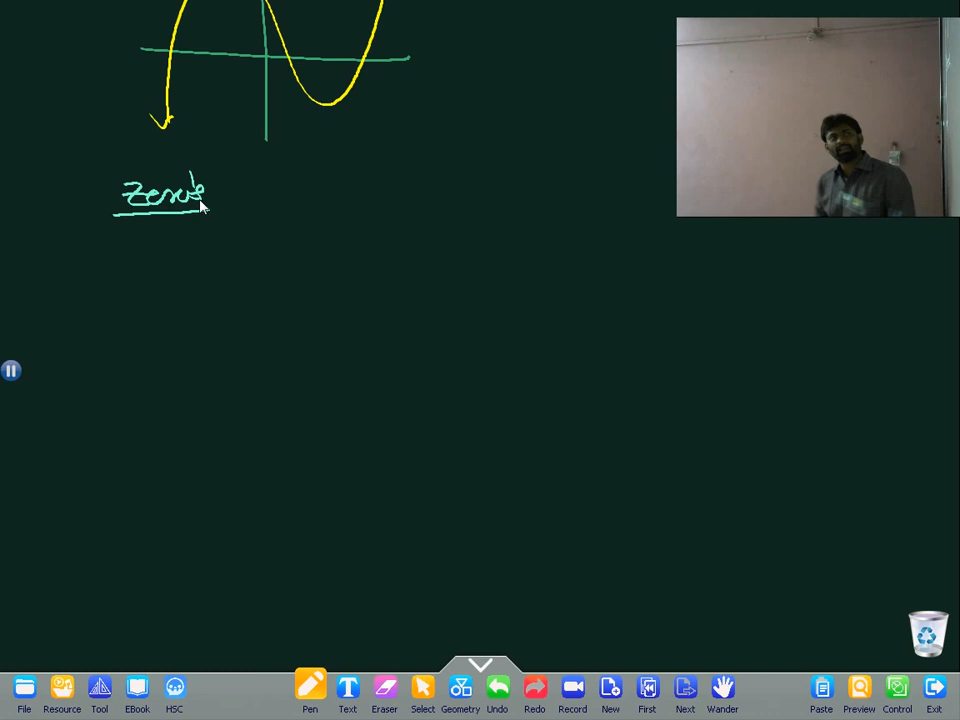 Zero's
File
Resource
Tool
EBook
HSC
Pen
Text
Eraser
Select
Geometry
Undo
Redo
Record
New
First
Next
Wander
Paste
Preview
Control
Exit